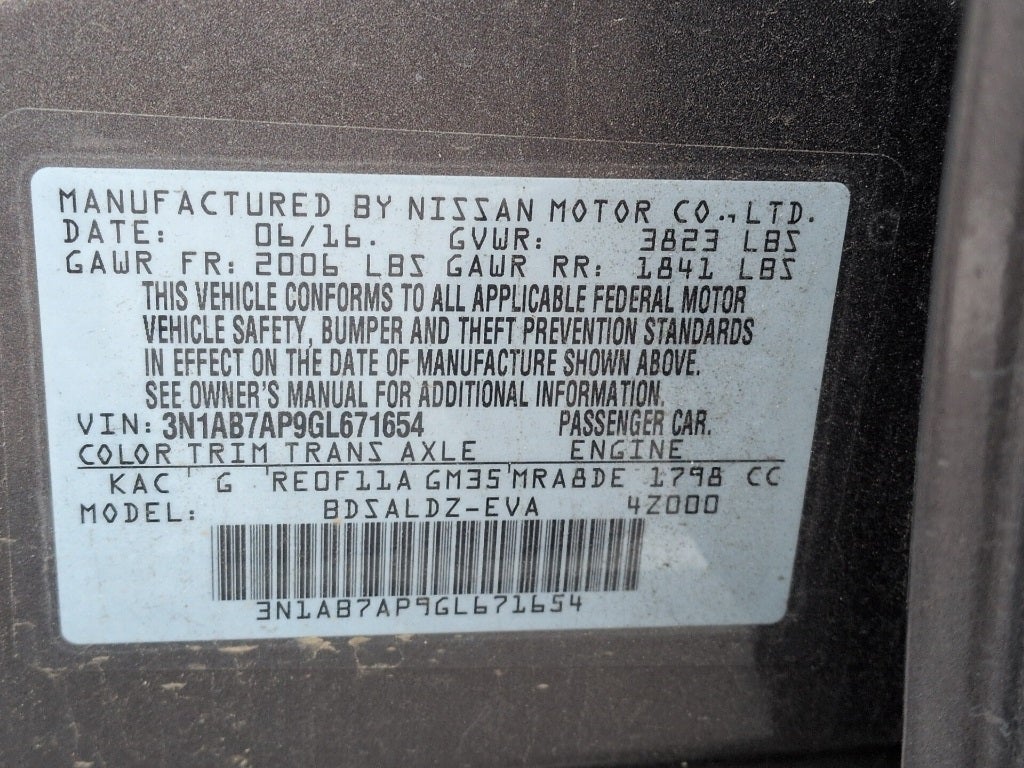 MANUFACTURED BY NISSAN MOTOR CO., LTD.
DATE: 06/16. GVWR: 3823 LBS
GAWR FR: 2006 LBS GAWR RR: 1841 LBS
THIS VEHICLE CONFORMS TO ALL APPLICABLE FEDERAL MOTOR
VEHICLE SAFETY, BUMPER AND THEFT PREVENTION STANDARDS
IN EFFECT ON THE DATE OF MANUFACTURE SHOWN ABOVE.
SEE OWNER'S MANUAL FOR ADDITIONAL INFORMATION.
VIN: 3N1AB7AP9GL671654 PASSENGER CAR.
COLOR TRIM TRANS AXLE ENGINE
KAC G RE0F11A GM35 MRA8DE 1798 CC
MODEL: BDSALDZ-EVA 4Z000
3N1AB7AP9GL671654